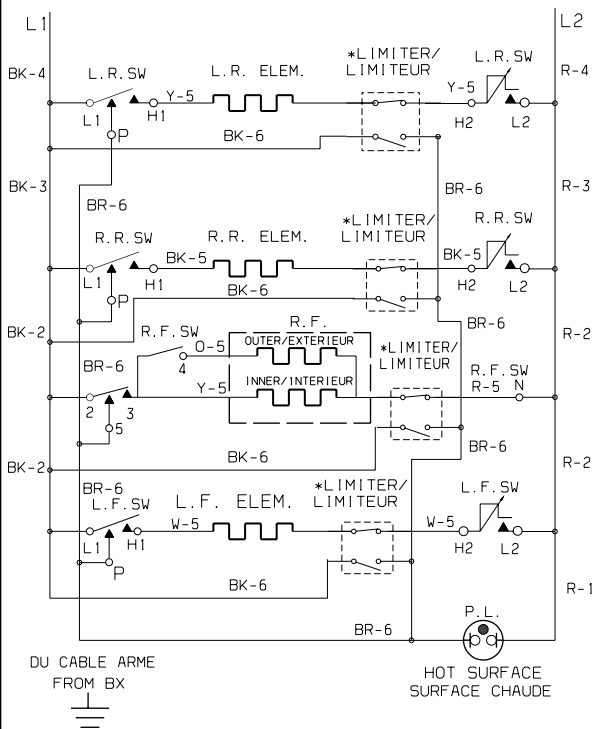 L1
L2
*LIMITER/
LIMITEUR
L.R.SW
BK-4
L.R.SW
L.R. ELEM.
R-4
Y-5
Y-5
L1
P
H1
BK-6
H2
L2
BK-3
BR-6
BR-6
R-3
*LIMITER/
LIMITEUR
R.R.SW
R.R.SW
R.R. ELEM.
BK-5
BK-5
L1
P
H1
BK-6
H2
L2
BK-2
R.F.SW
R.F.
BR-6
R-2
O-5
OUTER/EXTERIEUR
*LIMITER/
LIMITEUR
4
BR-6
R.F.SW
Y-5
INNER/INTERIEUR
R-5
N
2
3
5
BK-2
BK-6
BR-6
R-2
BR-6
L.F.SW
L.F. ELEM.
*LIMITER/
LIMITEUR
L.F.SW
W-5
W-5
L1
H1
P
H2
L2
BK-6
R-1
P.L.
BR-6
DU CABLE ARME
FROM BX
HOT SURFACE
SURFACE CHAUDE